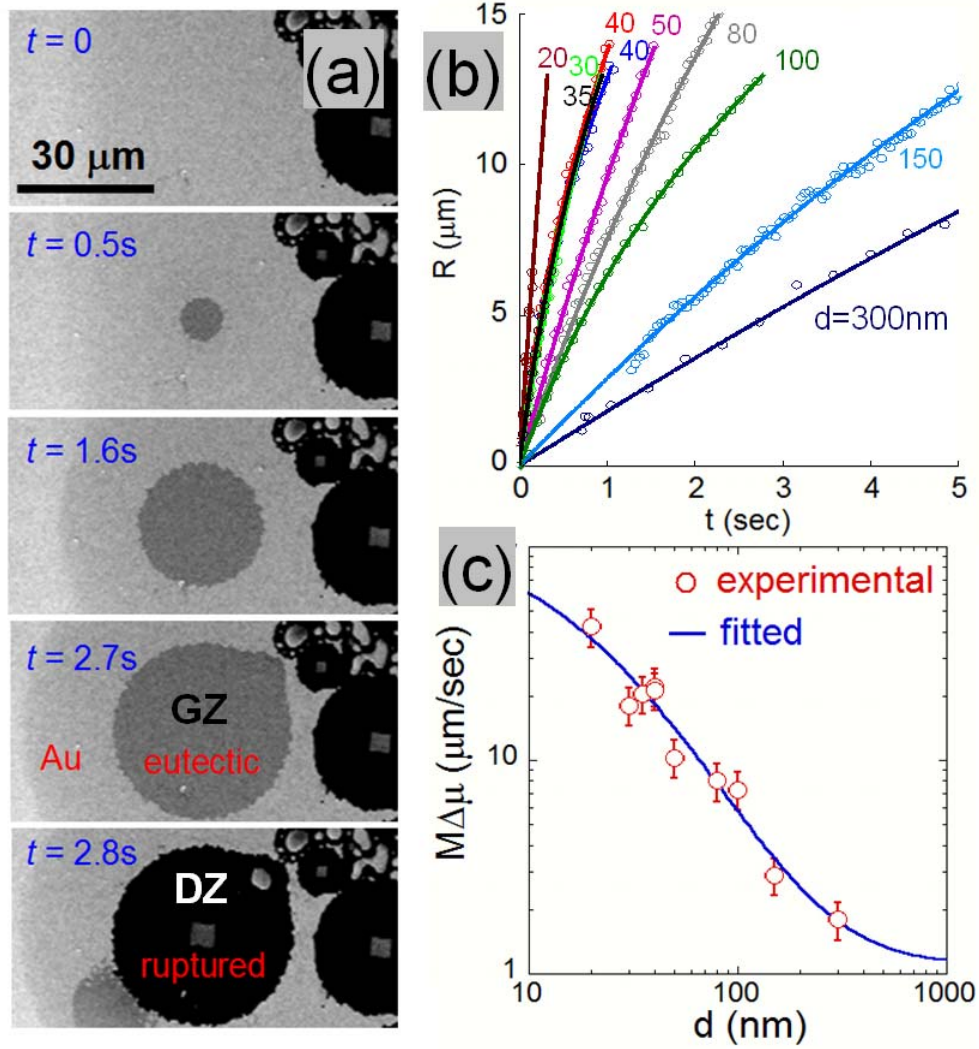 t = 0
(a)
30 μm
t = 0.5s
t = 1.6s
t = 2.7s
GZ
Au
eutectic
t = 2.8s
DZ
ruptured
(b)
15
10
5
0
R (μm)
20
30
35
40
40
50
80
100
150
d=300nm
0
1
2
3
4
5
t (sec)
(c)
experimental
fitted
MΔμ (μm/sec)
10
1
10
100
1000
d (nm)